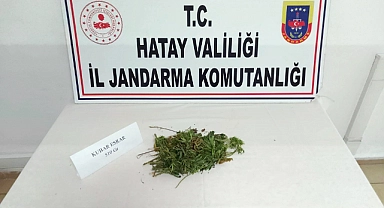 T.C.
HATAY VALİLİĞİ
İL JANDARMA KOMUTANLIĞI
KUBAR ESRAR